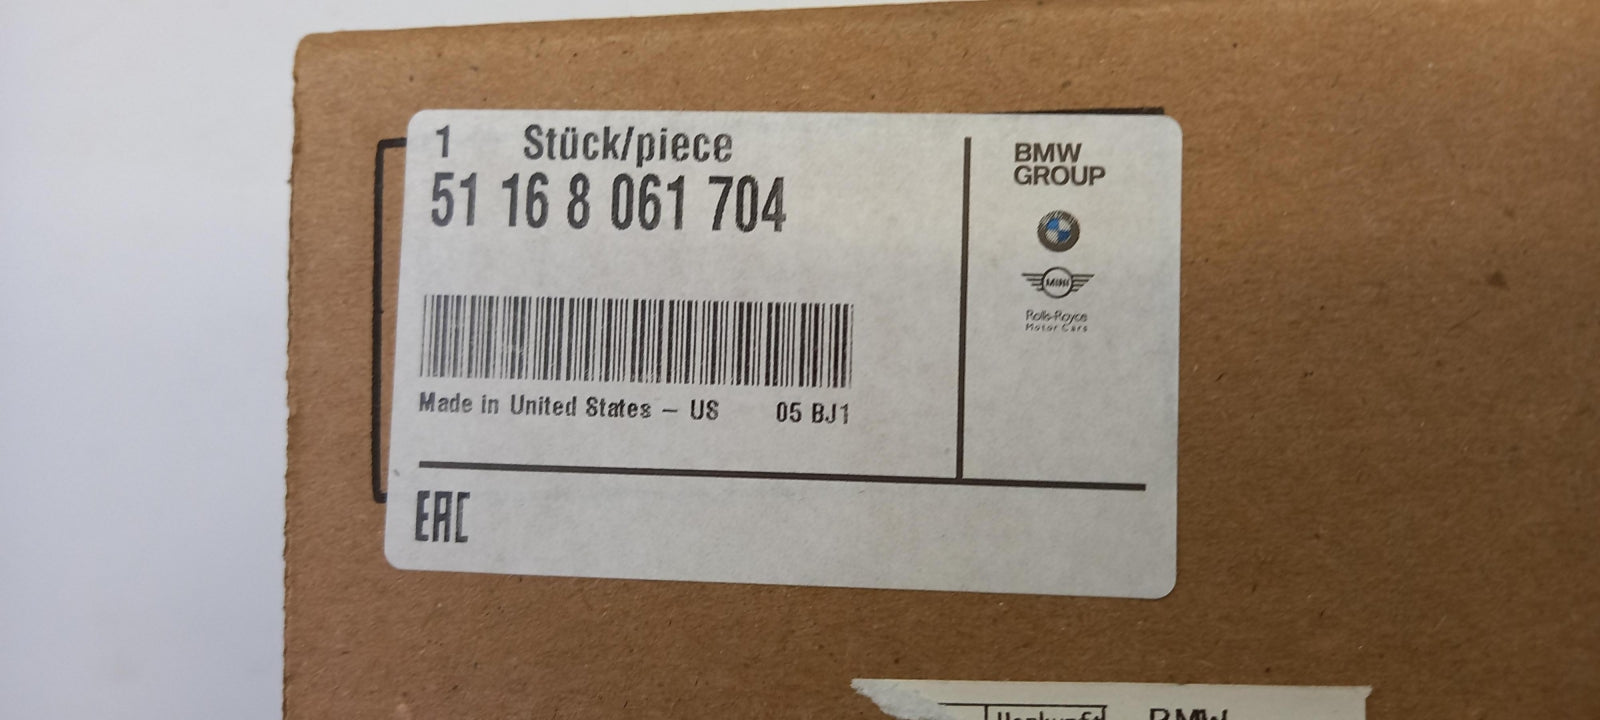 1 Stück/piece
51 16 8 061 704
Made in United States – US 05 BJ1
EAC
BMW
GROUP
MINI
Rolls-Royce
Motor Cars
BMW